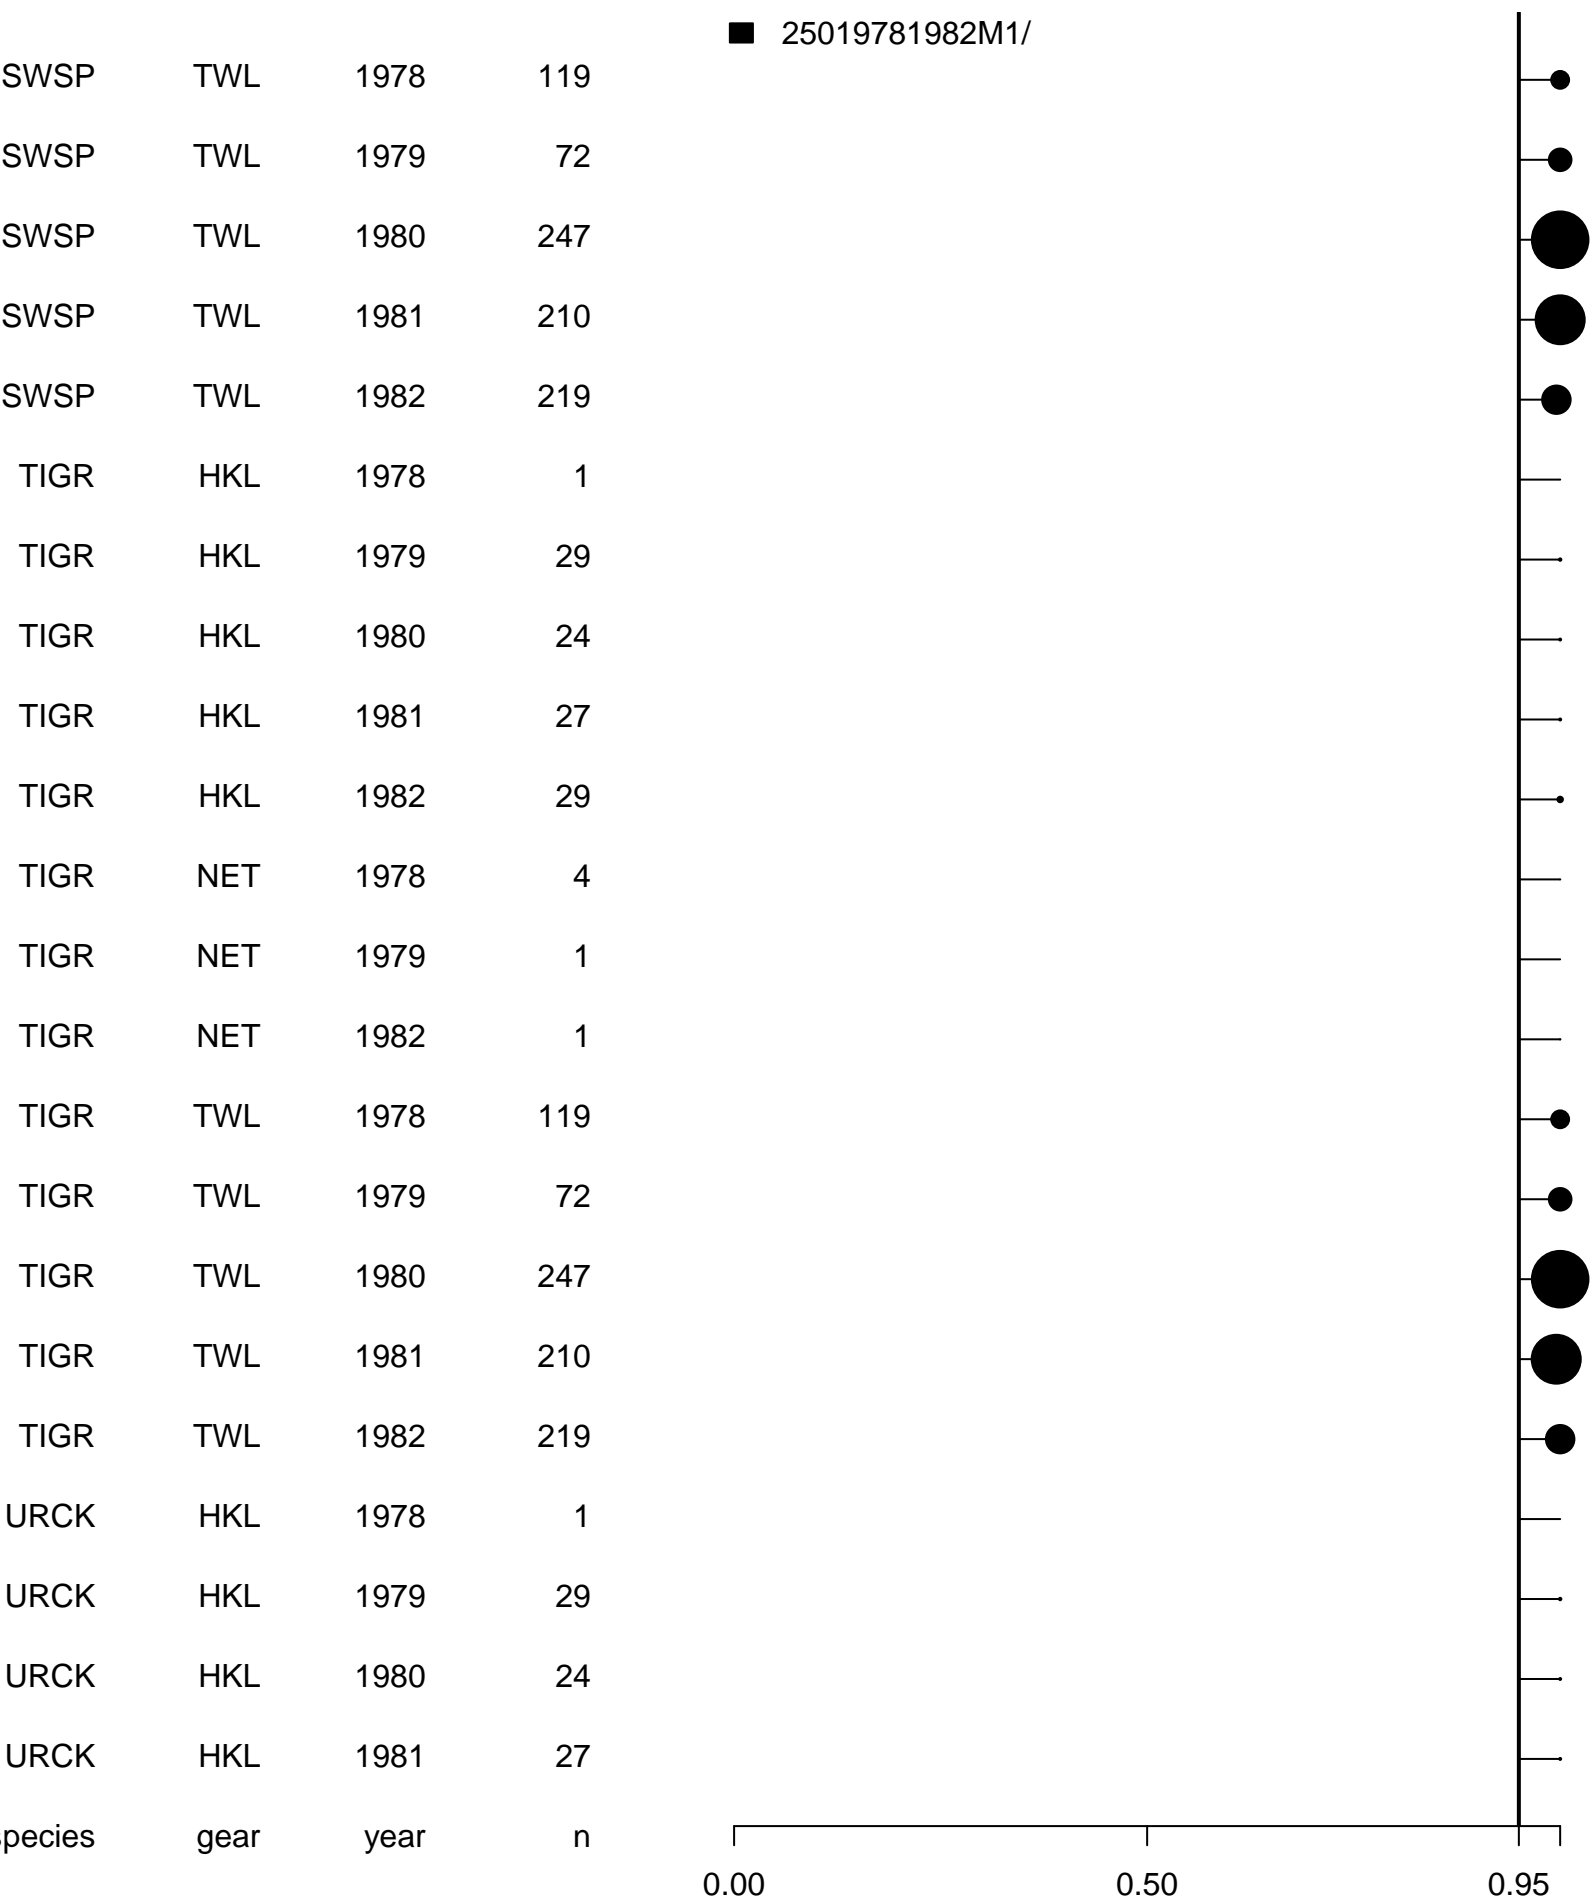 25019781982M1/
SWSP TWL 1978 119
SWSP TWL 1979 72
SWSP TWL 1980 247
SWSP TWL 1981 210
SWSP TWL 1982 219
TIGR HKL 1978 1
TIGR HKL 1979 29
TIGR HKL 1980 24
TIGR HKL 1981 27
TIGR HKL 1982 29
TIGR NET 1978 4
TIGR NET 1979 1
TIGR NET 1982 1
TIGR TWL 1978 119
TIGR TWL 1979 72
TIGR TWL 1980 247
TIGR TWL 1981 210
TIGR TWL 1982 219
URCK HKL 1978 1
URCK HKL 1979 29
URCK HKL 1980 24
URCK HKL 1981 27
species gear year n
0.00 0.50 0.95